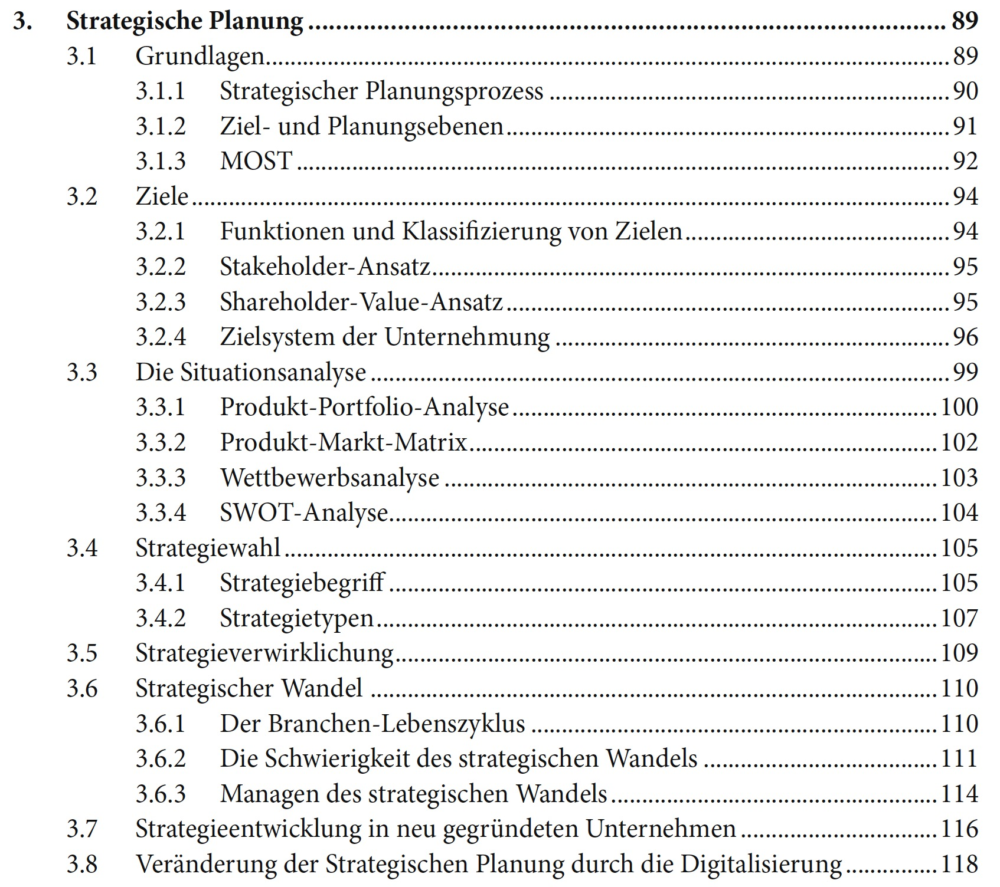 3. Strategische Planung 89
3.1 Grundlagen 89
3.1.1 Strategischer Planungsprozess 90
3.1.2 Ziel- und Planungsebenen 91
3.1.3 MOST 92
3.2 Ziele 94
3.2.1 Funktionen und Klassifizierung von Zielen 94
3.2.2 Stakeholder-Ansatz 95
3.2.3 Shareholder-Value-Ansatz 95
3.2.4 Zielsystem der Unternehmung 96
3.3 Die Situationsanalyse 99
3.3.1 Produkt-Portfolio-Analyse 100
3.3.2 Produkt-Markt-Matrix 102
3.3.3 Wettbewerbsanalyse 103
3.3.4 SWOT-Analyse 104
3.4 Strategiewahl 105
3.4.1 Strategiebegriff 105
3.4.2 Strategietypen 107
3.5 Strategieverwirklichung 109
3.6 Strategischer Wandel 110
3.6.1 Der Branchen-Lebenszyklus 110
3.6.2 Die Schwierigkeit des strategischen Wandels 111
3.6.3 Managen des strategischen Wandels 114
3.7 Strategieentwicklung in neu gegründeten Unternehmen 116
3.8 Veränderung der Strategischen Planung durch die Digitalisierung 118